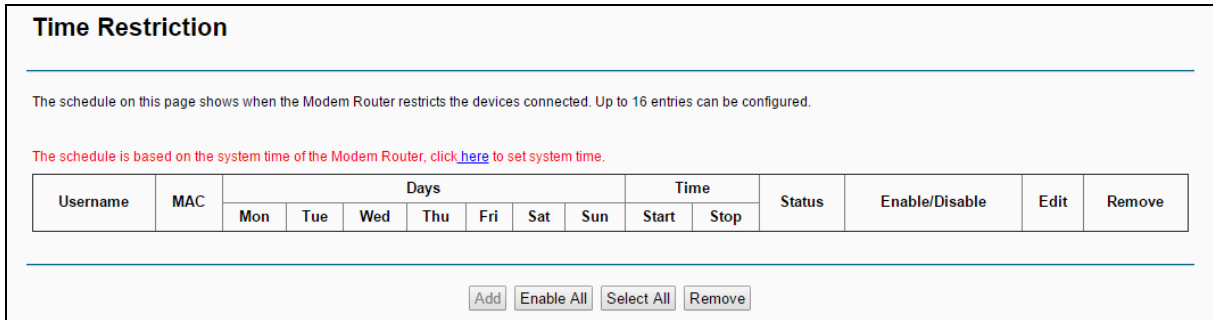 Time Restriction
The schedule on this page shows when the Modem Router restricts the devices connected. Up to 16 entries can be configured.
The schedule is based on the system time of the Modem Router, click here to set system time.
Username MAC Days Time Status Enable/Disable Edit Remove
Mon Tue Wed Thu Fri Sat Sun Start Stop
Add Enable All Select All Remove